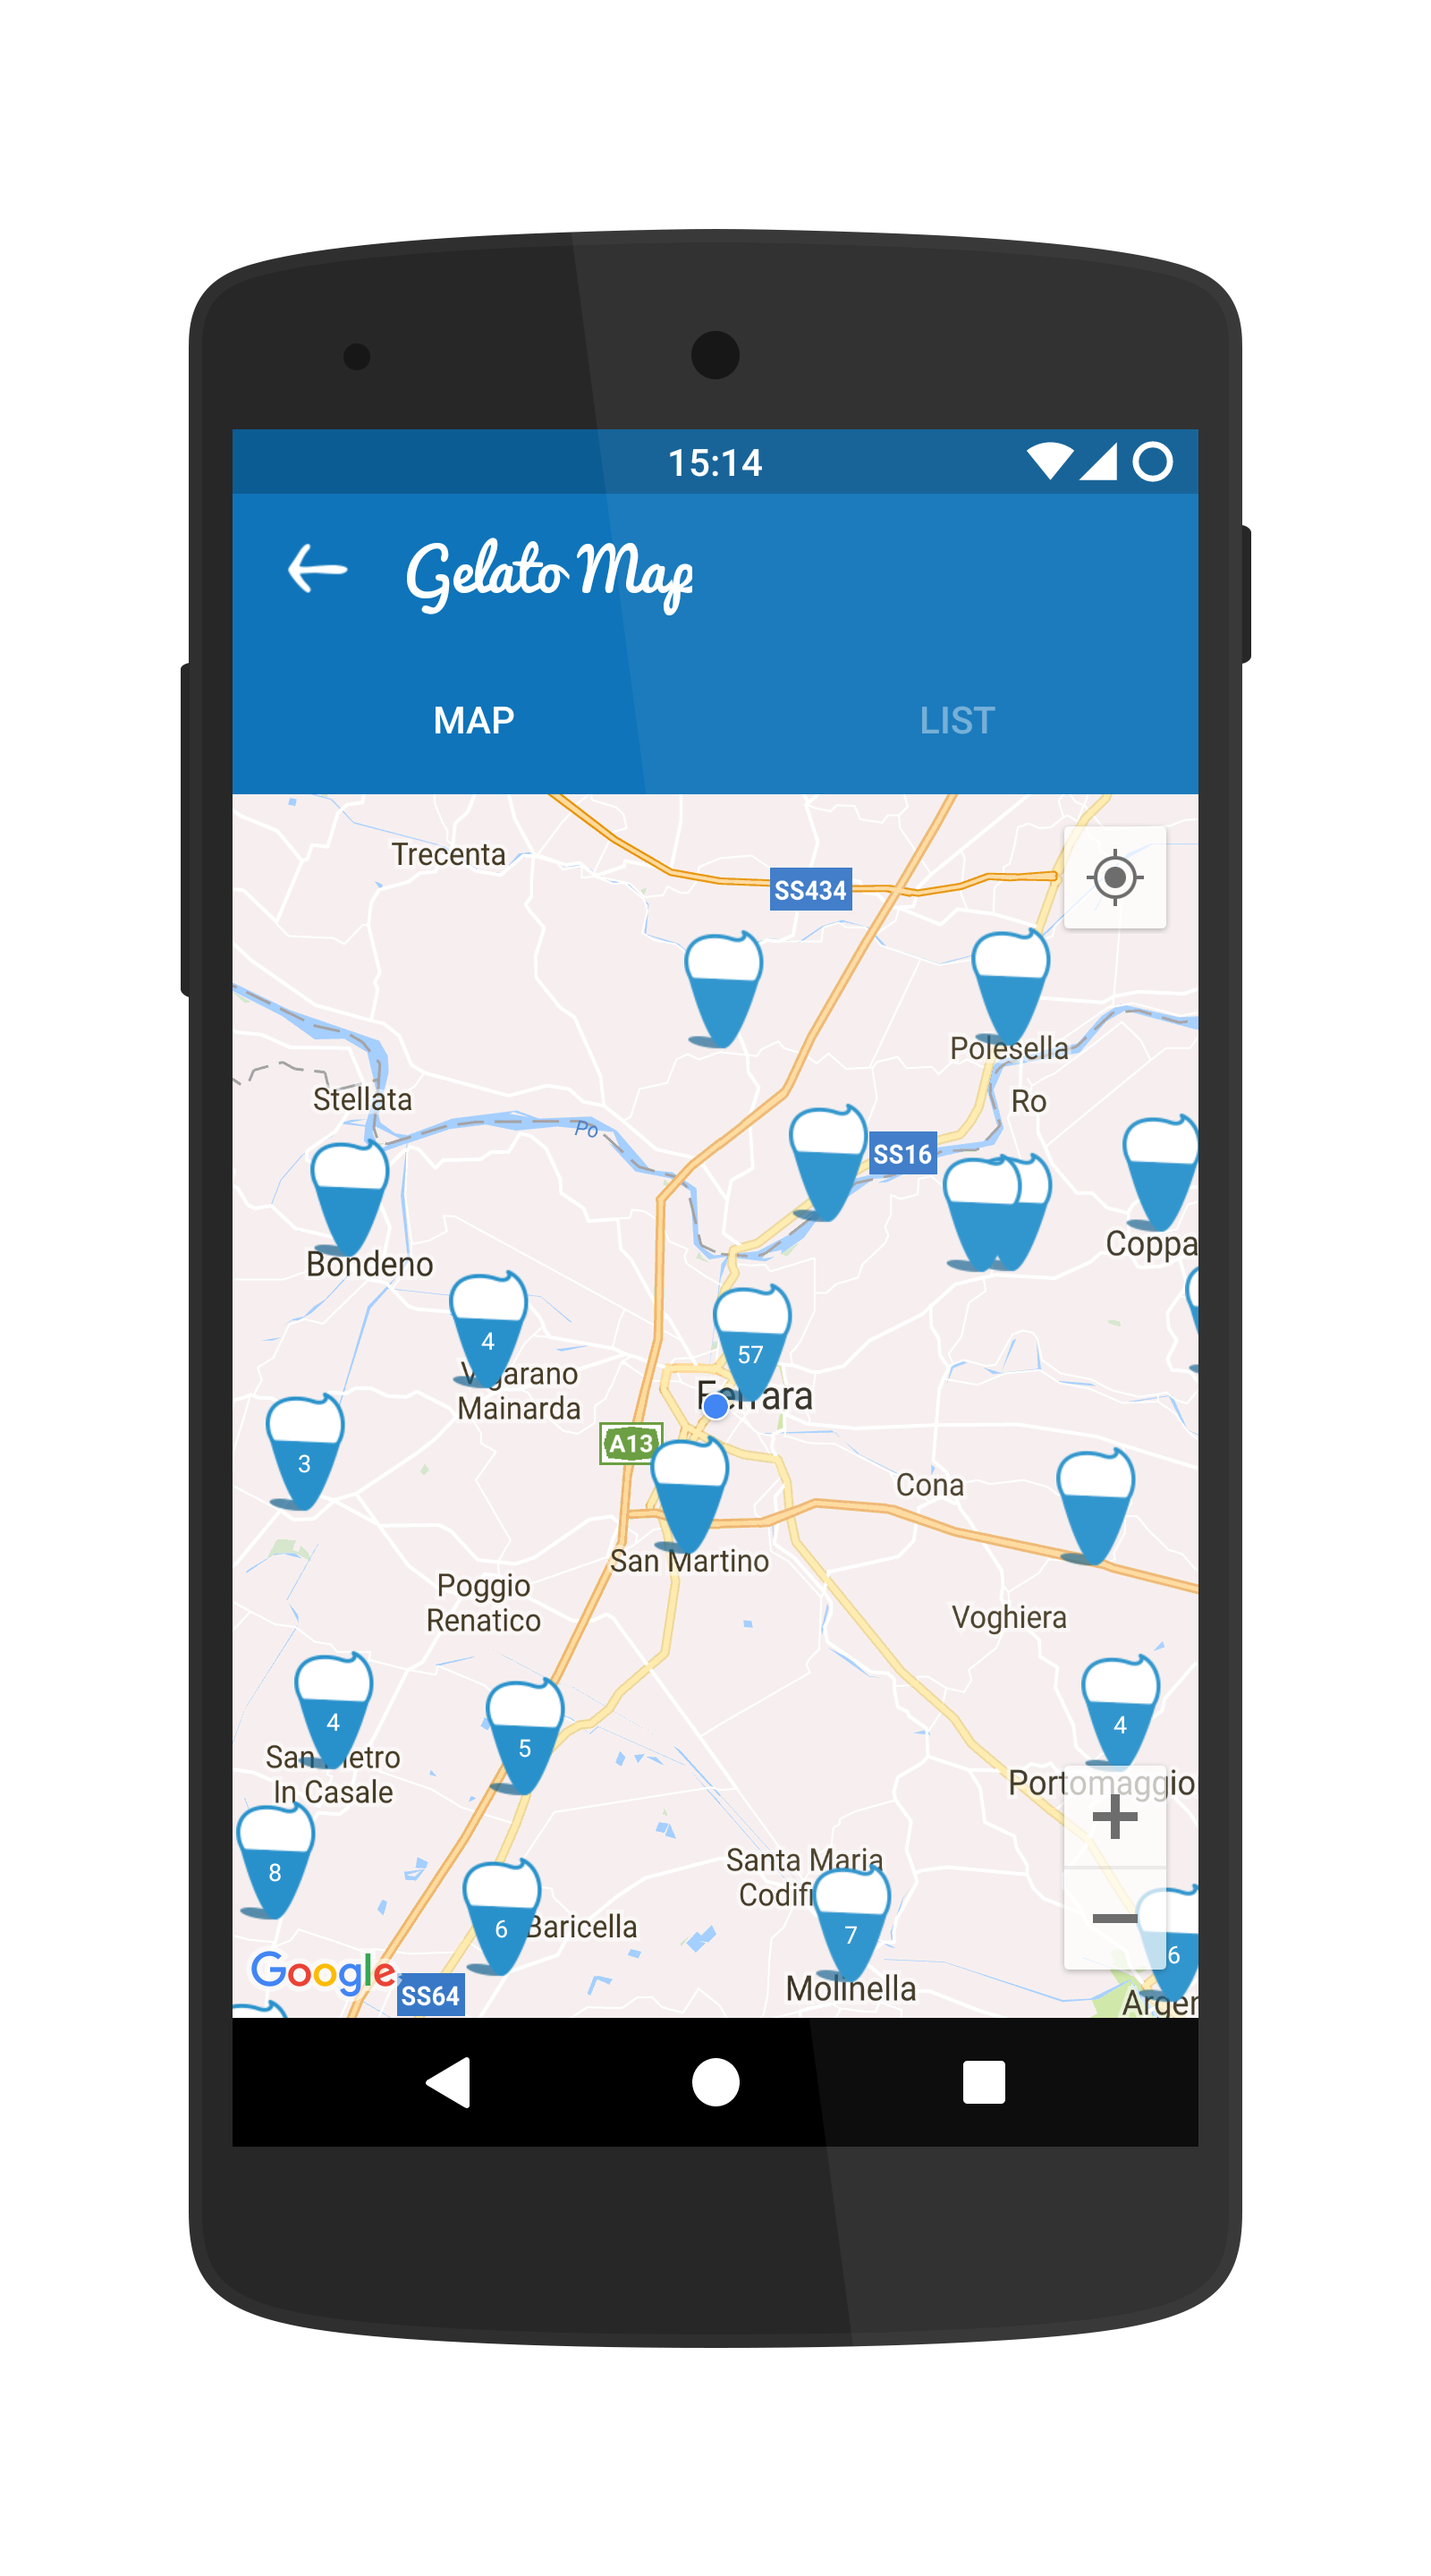 15:14
Gelato Map
MAP
LIST
Trecenta
SS434
Polesella
Ro
Stellata
Po
SS16
Bondeno
Coppa
4
57
Vigarano
Mainarda
Ferrara
3
A13
Cona
San Martino
Poggio
Renatico
Voghiera
4
5
4
San Pietro
In Casale
Portomaggio
8
Santa Maria
Codifi
6
Baricella
7
6
Google
SS64
Molinella
Argen